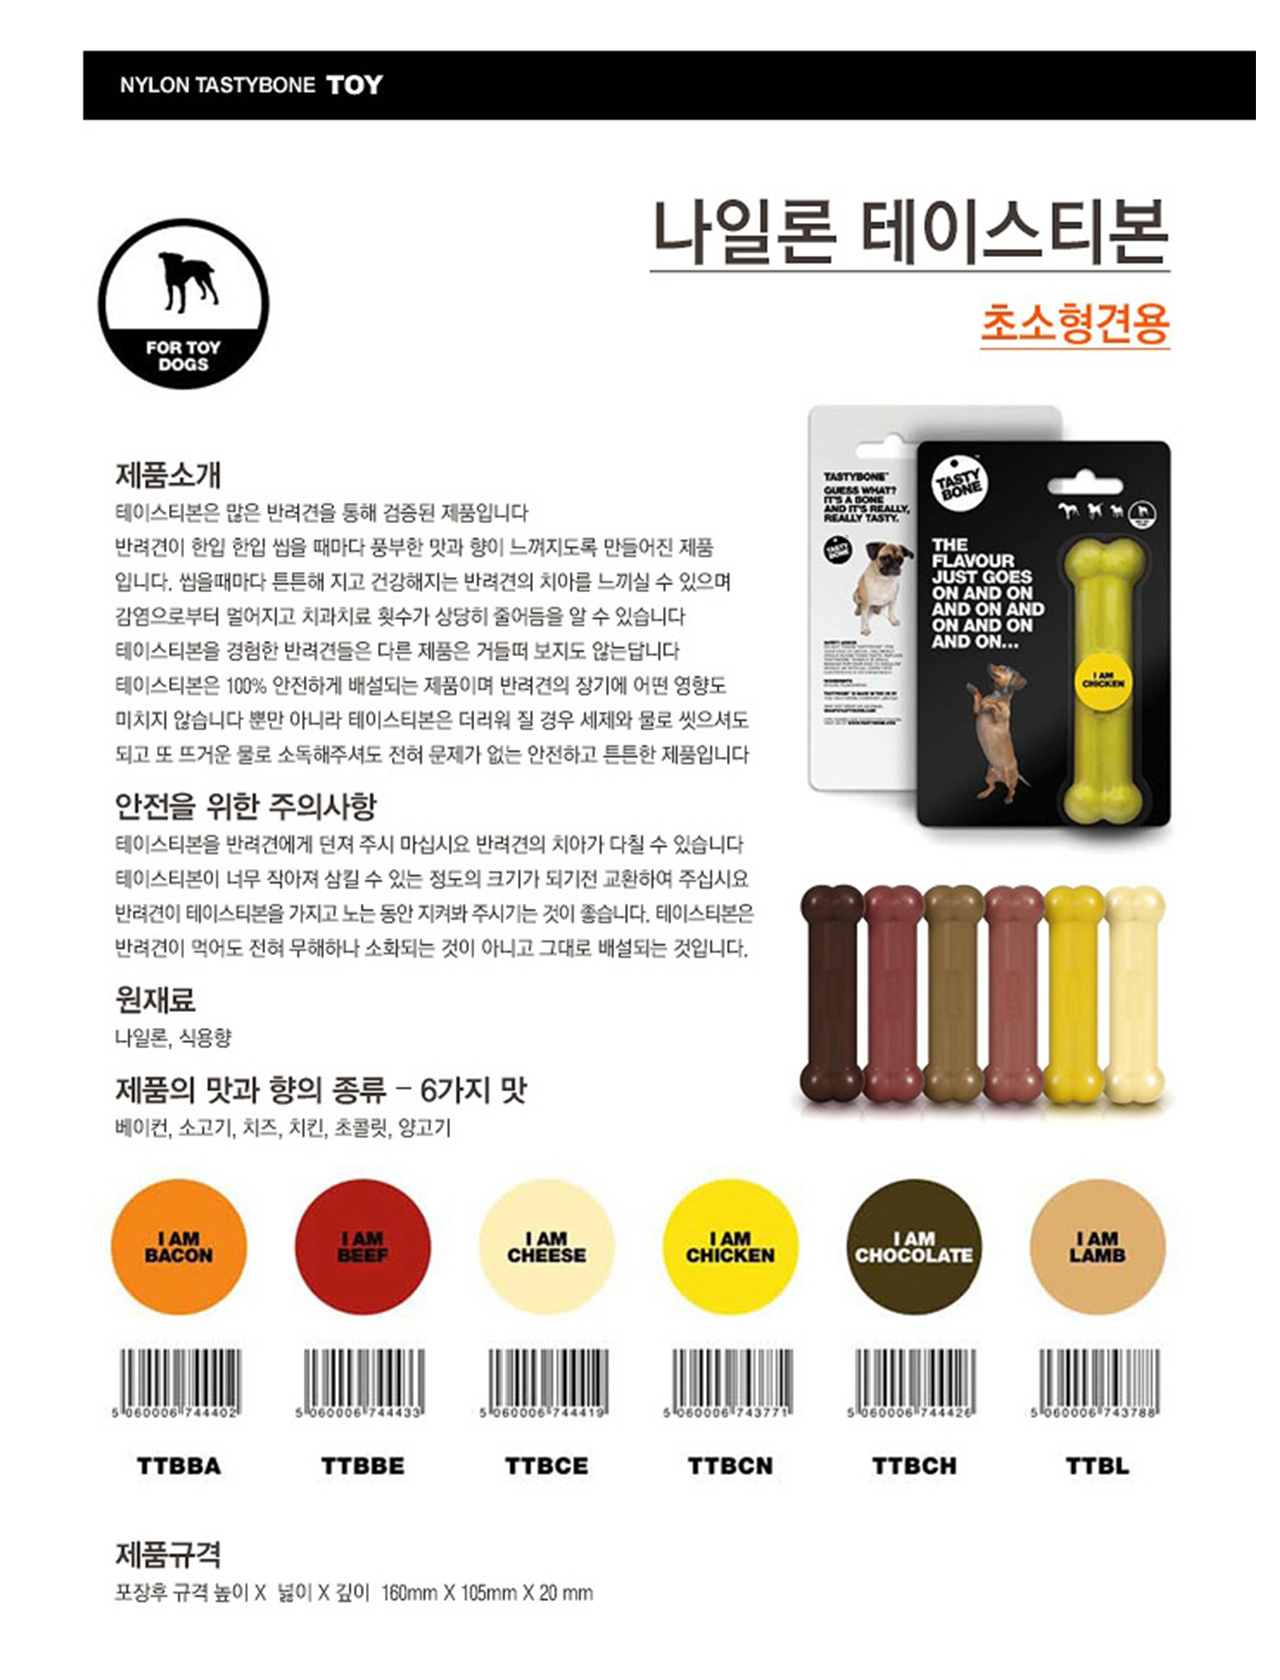 NYLON TASTYBONE TOY
나일론 테이스티본
초소형견용
FOR TOY
DOGS
제품소개
테이스티본은 많은 반려견을 통해 검증된 제품입니다
반려견이 한입 한입 씹을 때마다 풍부한 맛과 향이 느껴지도록 만들어진 제품
입니다. 씹을때마다 튼튼해 지고 건강해지는 반려견의 치아를 느끼실 수 있으며
감염으로부터 멀어지고 치과치료 횟수가 상당히 줄어듬을 알 수 있습니다
테이스티본을 경험한 반려견들은 다른 제품은 거들떠 보지도 않는답니다
테이스티본은 100% 안전하게 배설되는 제품이며 반려견의 장기에 어떤 영향도
미치지 않습니다 뿐만 아니라 테이스티본은 더러워 질 경우 세제와 물로 씻으셔도
되고 또 뜨거운 물로 소독해주셔도 전혀 문제가 없는 안전하고 튼튼한 제품입니다
TASTYBONE™
GUESS WHAT?
IT'S A BONE
AND IT'S REALLY,
REALLY TASTY.
TASTY
BONE
TASTY
BONE
THE
FLAVOUR
JUST GOES
ON AND ON
AND ON AND
ON AND ON
AND ON...
I AM
CHICKEN
안전을 위한 주의사항
테이스티본을 반려견에게 던져 주시 마십시요 반려견의 치아가 다칠 수 있습니다
테이스티본이 너무 작아져 삼킬 수 있는 정도의 크기가 되기전 교환하여 주십시요
반려견이 테이스티본을 가지고 노는 동안 지켜봐 주시기는 것이 좋습니다. 테이스티본은
반려견이 먹어도 전혀 무해하나 소화되는 것이 아니고 그대로 배설되는 것입니다.
원재료
나일론, 식용향
제품의 맛과 향의 종류 - 6가지 맛
베이컨, 소고기, 치즈, 치킨, 초콜릿, 양고기
I AM
BACON
I AM
BEEF
I AM
CHEESE
I AM
CHICKEN
I AM
CHOCOLATE
I AM
LAMB
5 060006 744402
5 060006 744433
5 060006 744419
5 060006 743771
5 060006 744426
5 060006 743788
TTBBA
TTBBE
TTBCE
TTBCN
TTBCH
TTBL
제품규격
포장후 규격 높이 X 넓이 X 깊이 160mm X 105mm X 20 mm